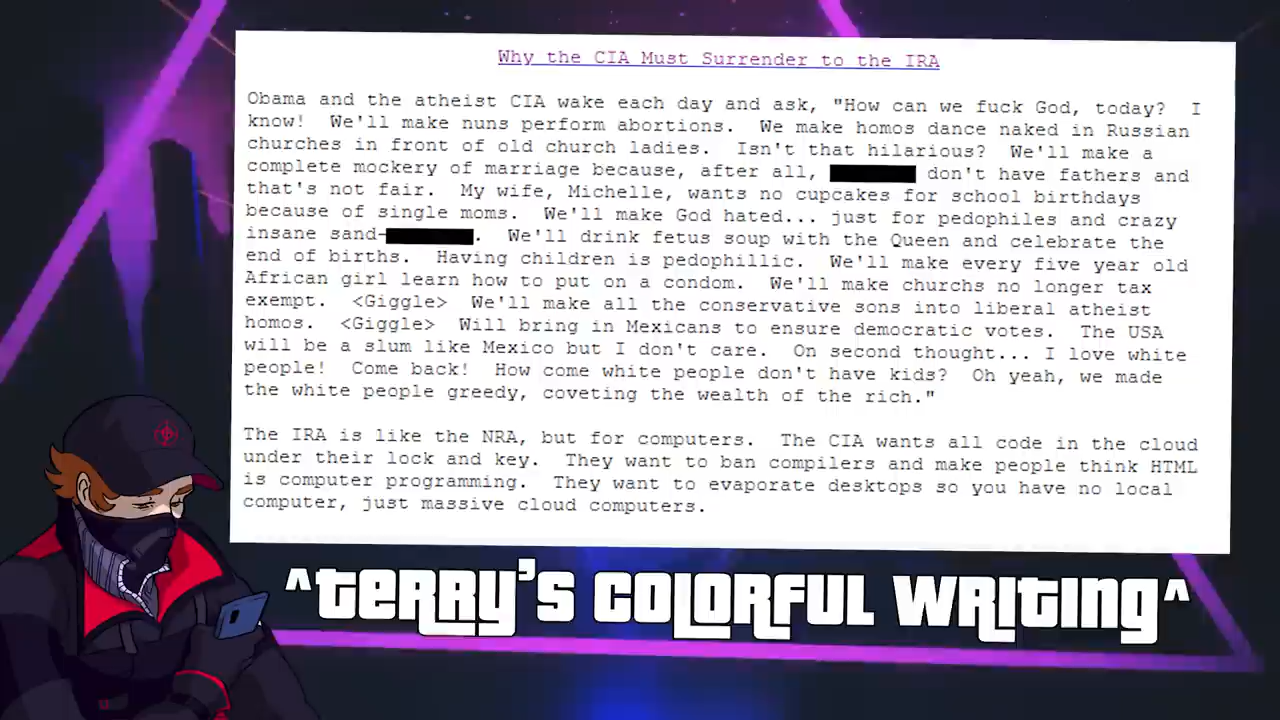 Why the CIA Must Surrender to the IRA
Obama and the atheist CIA wake each day and ask, "How can we fuck God, today?  I
know!  We'll make nuns perform abortions.  We make homos dance naked in Russian
churches in front of old church ladies.  Isn't that hilarious?  We'll make a
complete mockery of marriage because, after all, don't have fathers and
that's not fair.  My wife, Michelle, wants no cupcakes for school birthdays
because of single moms.  We'll make God hated... just for pedophiles and crazy
insane sand- .  We'll drink fetus soup with the Queen and celebrate the
end of births.  Having children is pedophillic.  We'll make every five year old
African girl learn how to put on a condom.  We'll make churchs no longer tax
exempt.  <Giggle>  We'll make all the conservative sons into liberal atheist
homos.  <Giggle>  Will bring in Mexicans to ensure democratic votes.  The USA
will be a slum like Mexico but I don't care.  On second thought... I love white
people!  Come back!  How come white people don't have kids?  Oh yeah, we made
the white people greedy, coveting the wealth of the rich."
The IRA is like the NRA, but for computers.  The CIA wants all code in the cloud
under their lock and key.  They want to ban compilers and make people think HTML
is computer programming.  They want to evaporate desktops so you have no local
computer, just massive cloud computers.
^TERRY'S COLORFUL WRITING^